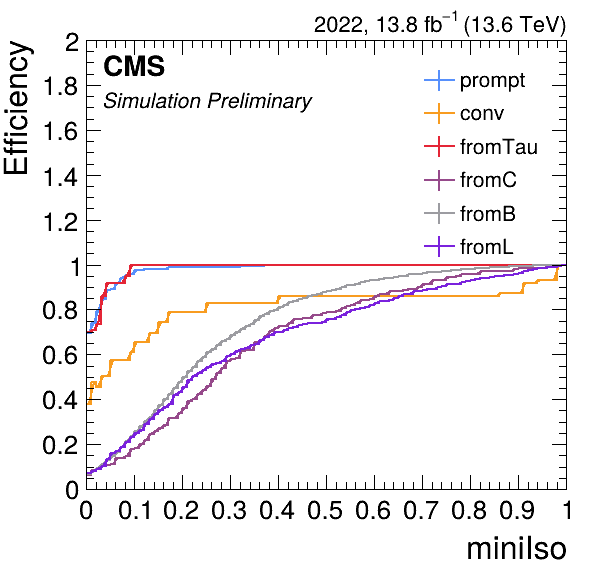 2022, 13.8 fb⁻¹ (13.6 TeV)
CMS
Simulation Preliminary
prompt
conv
fromTau
fromC
fromB
fromL
Efficiency
2
1.8
1.6
1.4
1.2
1
0.8
0.6
0.4
0.2
0
0 0.1 0.2 0.3 0.4 0.5 0.6 0.7 0.8 0.9 1
miniIso